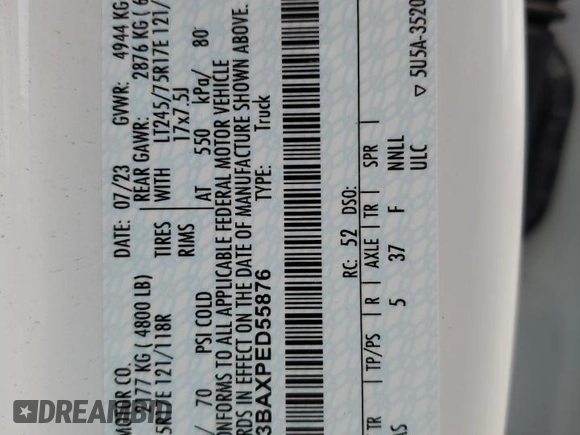 MOTOR CO.
DATE: 07/23 GVWR: 4944 KG
2177 KG ( 4800 LB) REAR GAWR: 2876 KG (
121/118R TIRES WITH LT245/75R17E 121/
RIMS 17x7.5J
/ 70 PSI COLD AT 550 kPa/ 80
CONFORMS TO ALL APPLICABLE FEDERAL MOTOR VEHICLE
IN EFFECT ON THE DATE OF MANUFACTURE SHOWN ABOVE.
3BAXPED55876 TYPE: Truck
RC: 52 DSO:
TR TP/PS R AXLE TR SPR
AS 5 37 F NNLL
ULC
▽ 5U5A-3520
DREAMBID